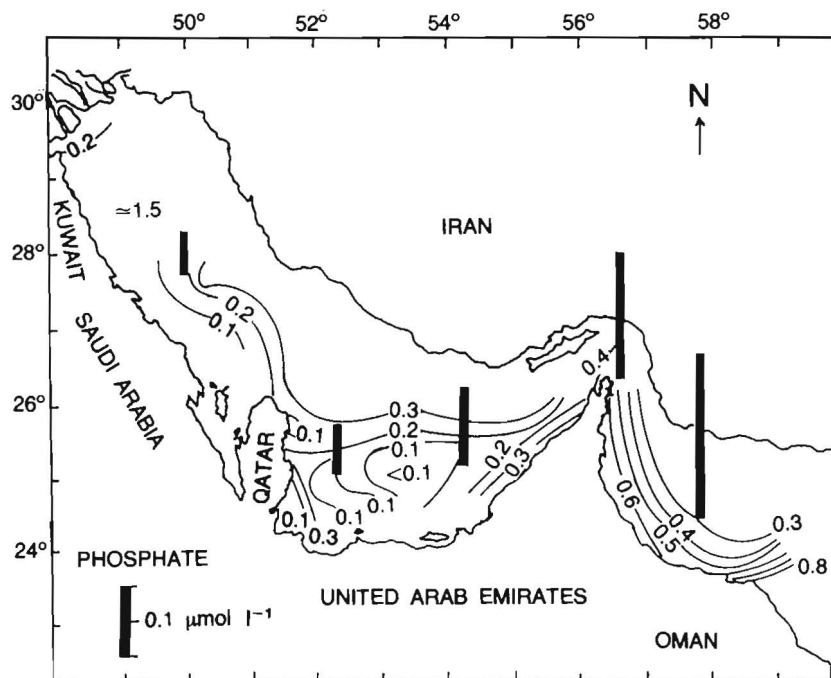 50° 52° 54° 56° 58°
30°
N
0.2
≃1.5
IRAN
KUWAIT
28°
SAUDI ARABIA
0.2
0.1
0.4
26°
0.3
0.1
0.2
0.1
<0.1
0.2
0.3
QATAR
0.1
0.1
0.1
0.3
0.6
0.4
0.5
0.3
0.8
24°
PHOSPHATE
0.1 μmol l⁻¹
UNITED ARAB EMIRATES
OMAN